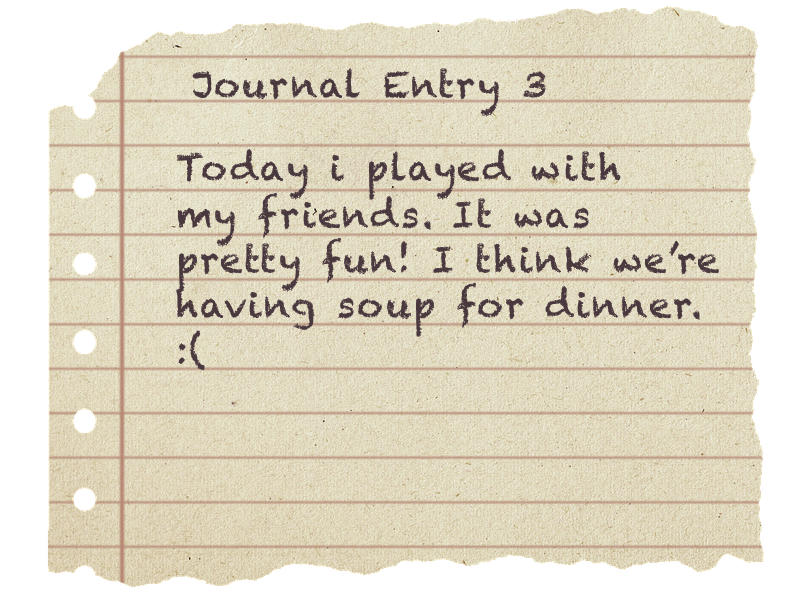 Journal Entry 3
Today i played with
my friends. It was
pretty fun! I think we're
having soup for dinner.
:(